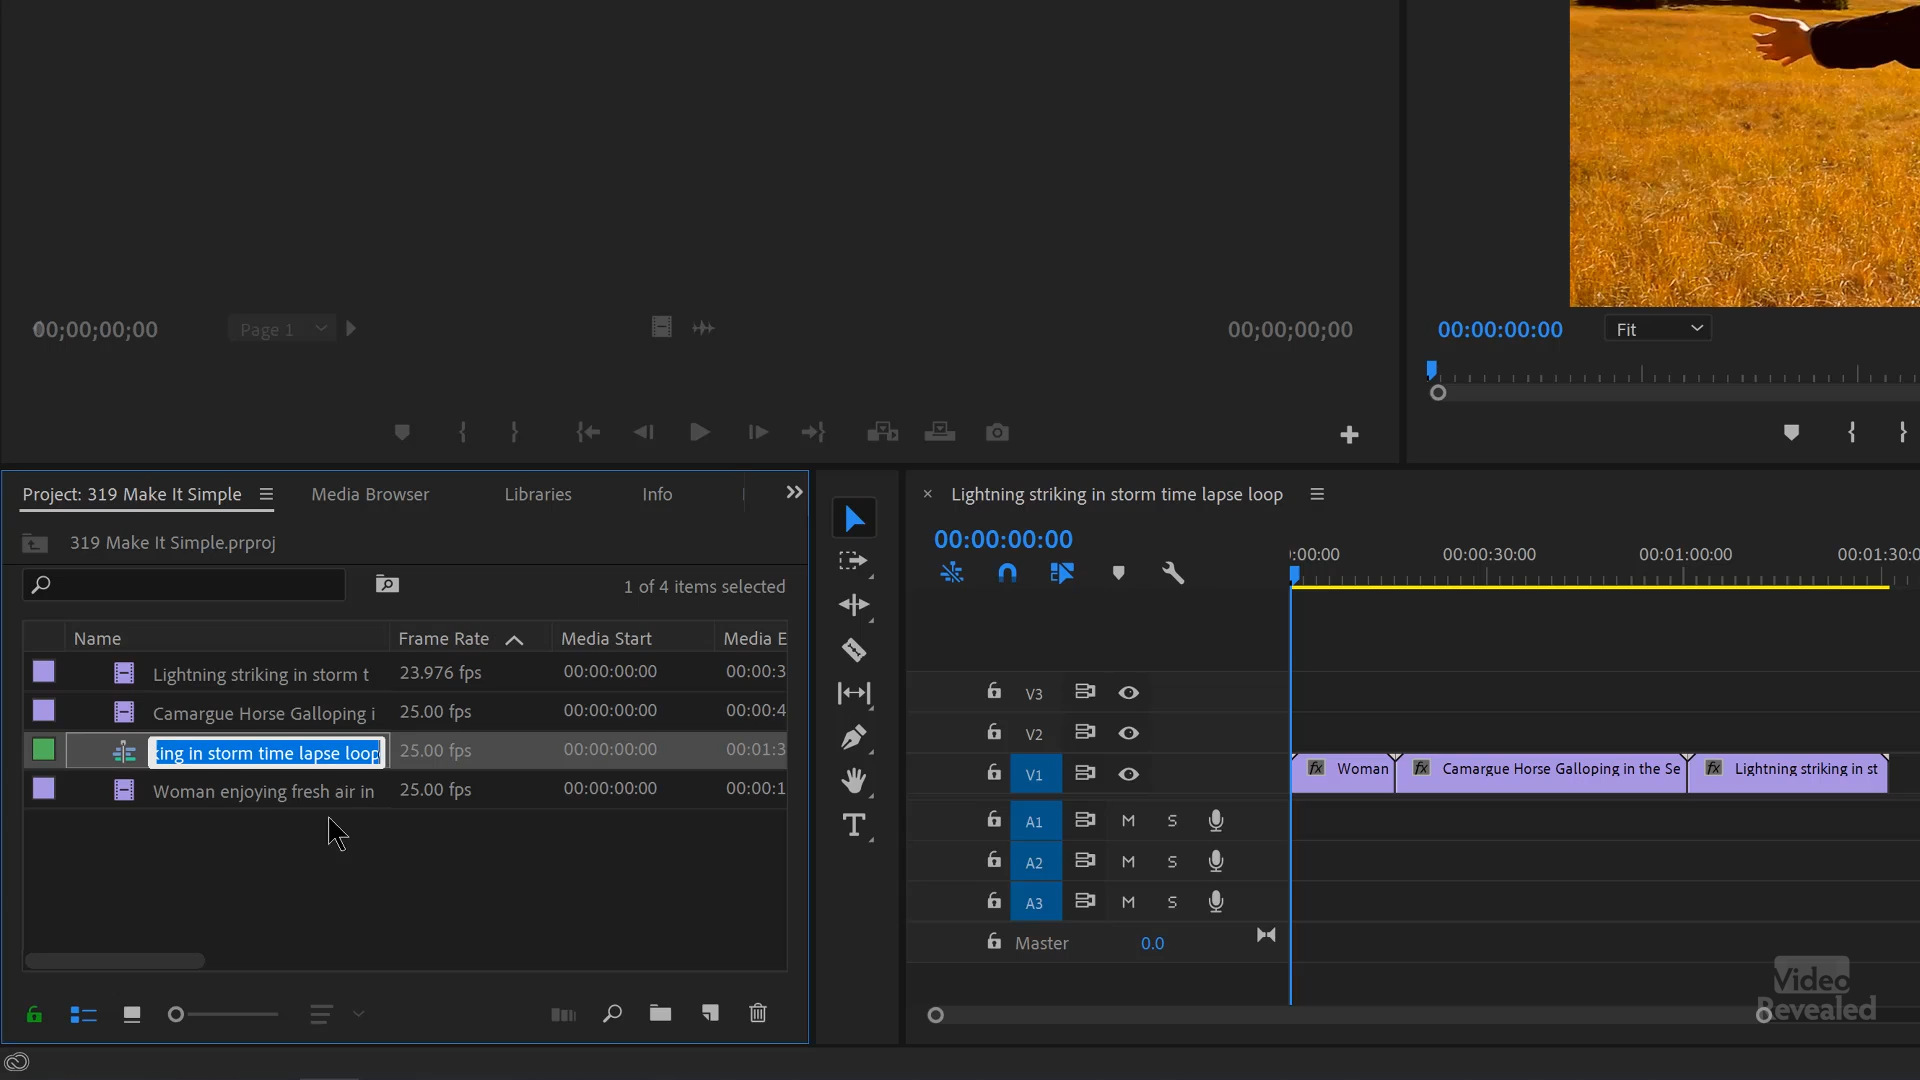 00;00;00;00
Page 1
00;00;00;00
00:00:00:00
Fit
Project: 319 Make It Simple
Media Browser
Libraries
Info
319 Make It Simple.prproj
1 of 4 items selected
Name
Frame Rate
Media Start
Media E
Lightning striking in storm t
23.976 fps
00:00:00:00
00:00:3
Camargue Horse Galloping i
25.00 fps
00:00:00:00
00:00:4
king in storm time lapse loop
25.00 fps
00:00:00:00
00:01:3
Woman enjoying fresh air in
25.00 fps
00:00:00:00
00:00:1
T
× Lightning striking in storm time lapse loop
00:00:00:00
:00:00
00:00:30:00
00:01:00:00
00:01:30:0
V3
V2
V1
fx Woman
fx Camargue Horse Galloping in the Se
fx Lightning striking in st
A1 M S
A2 M S
A3 M S
Master 0.0
Video
Revealed